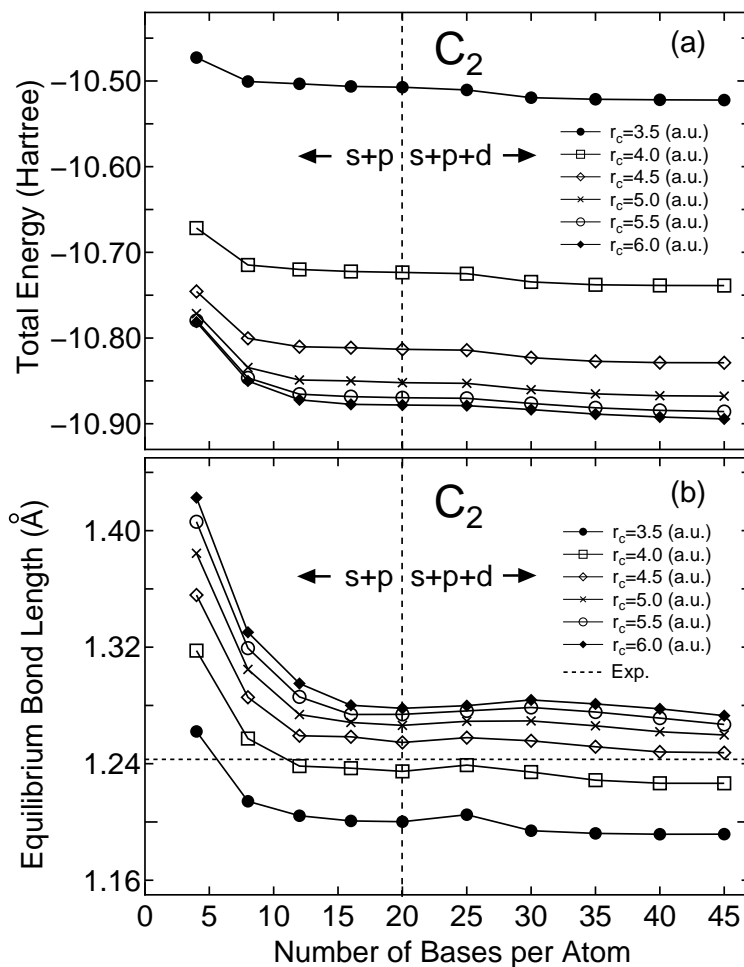 C2
(a)
−10.50
−10.60
−10.70
−10.80
−10.90
Total Energy (Hartree)
s+p
s+p+d
rc=3.5 (a.u.)
rc=4.0 (a.u.)
rc=4.5 (a.u.)
rc=5.0 (a.u.)
rc=5.5 (a.u.)
rc=6.0 (a.u.)
C2
(b)
1.40
1.32
1.24
1.16
Equilibrium Bond Length (Å)
s+p
s+p+d
rc=3.5 (a.u.)
rc=4.0 (a.u.)
rc=4.5 (a.u.)
rc=5.0 (a.u.)
rc=5.5 (a.u.)
rc=6.0 (a.u.)
Exp.
0 5 10 15 20 25 30 35 40 45
Number of Bases per Atom